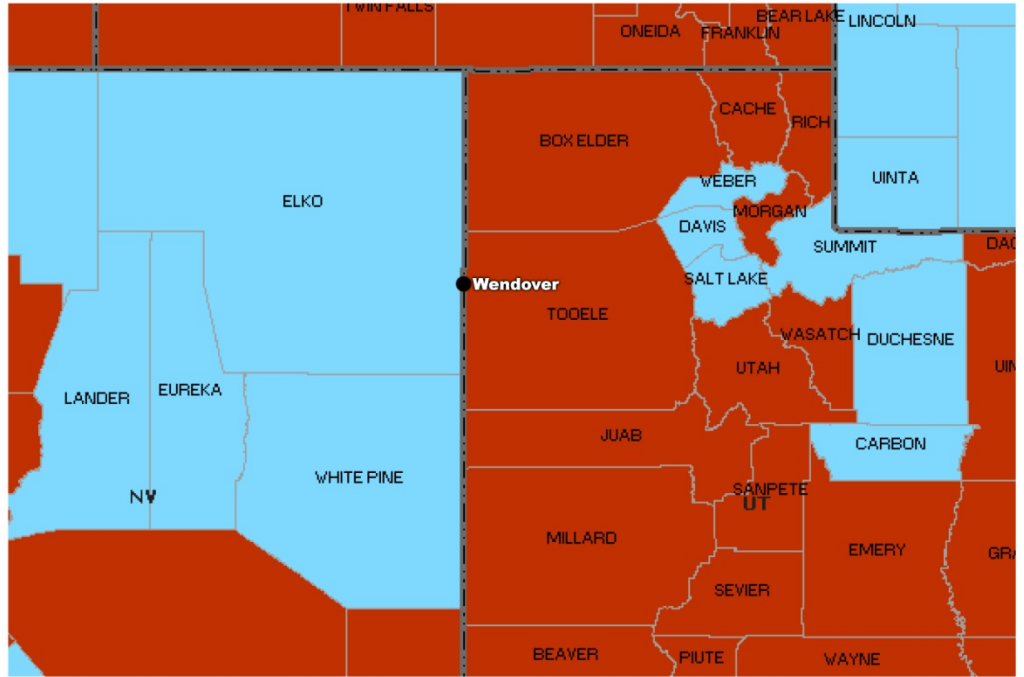 TWIN FALLS
ONEIDA
FRANKLIN
BEAR LAKE
LINCOLN
CACHE
RICH
BOX ELDER
WEBER
UINTA
ELKO
MORGAN
DAVIS
SUMMIT
SALT LAKE
Wendover
TOOELE
WASATCH
DUCHESNE
UTAH
EUREKA
LANDER
JUAB
CARBON
WHITE PINE
SANPETE
NV
UT
MILLARD
EMERY
SEVIER
BEAVER
PIUTE
WAYNE